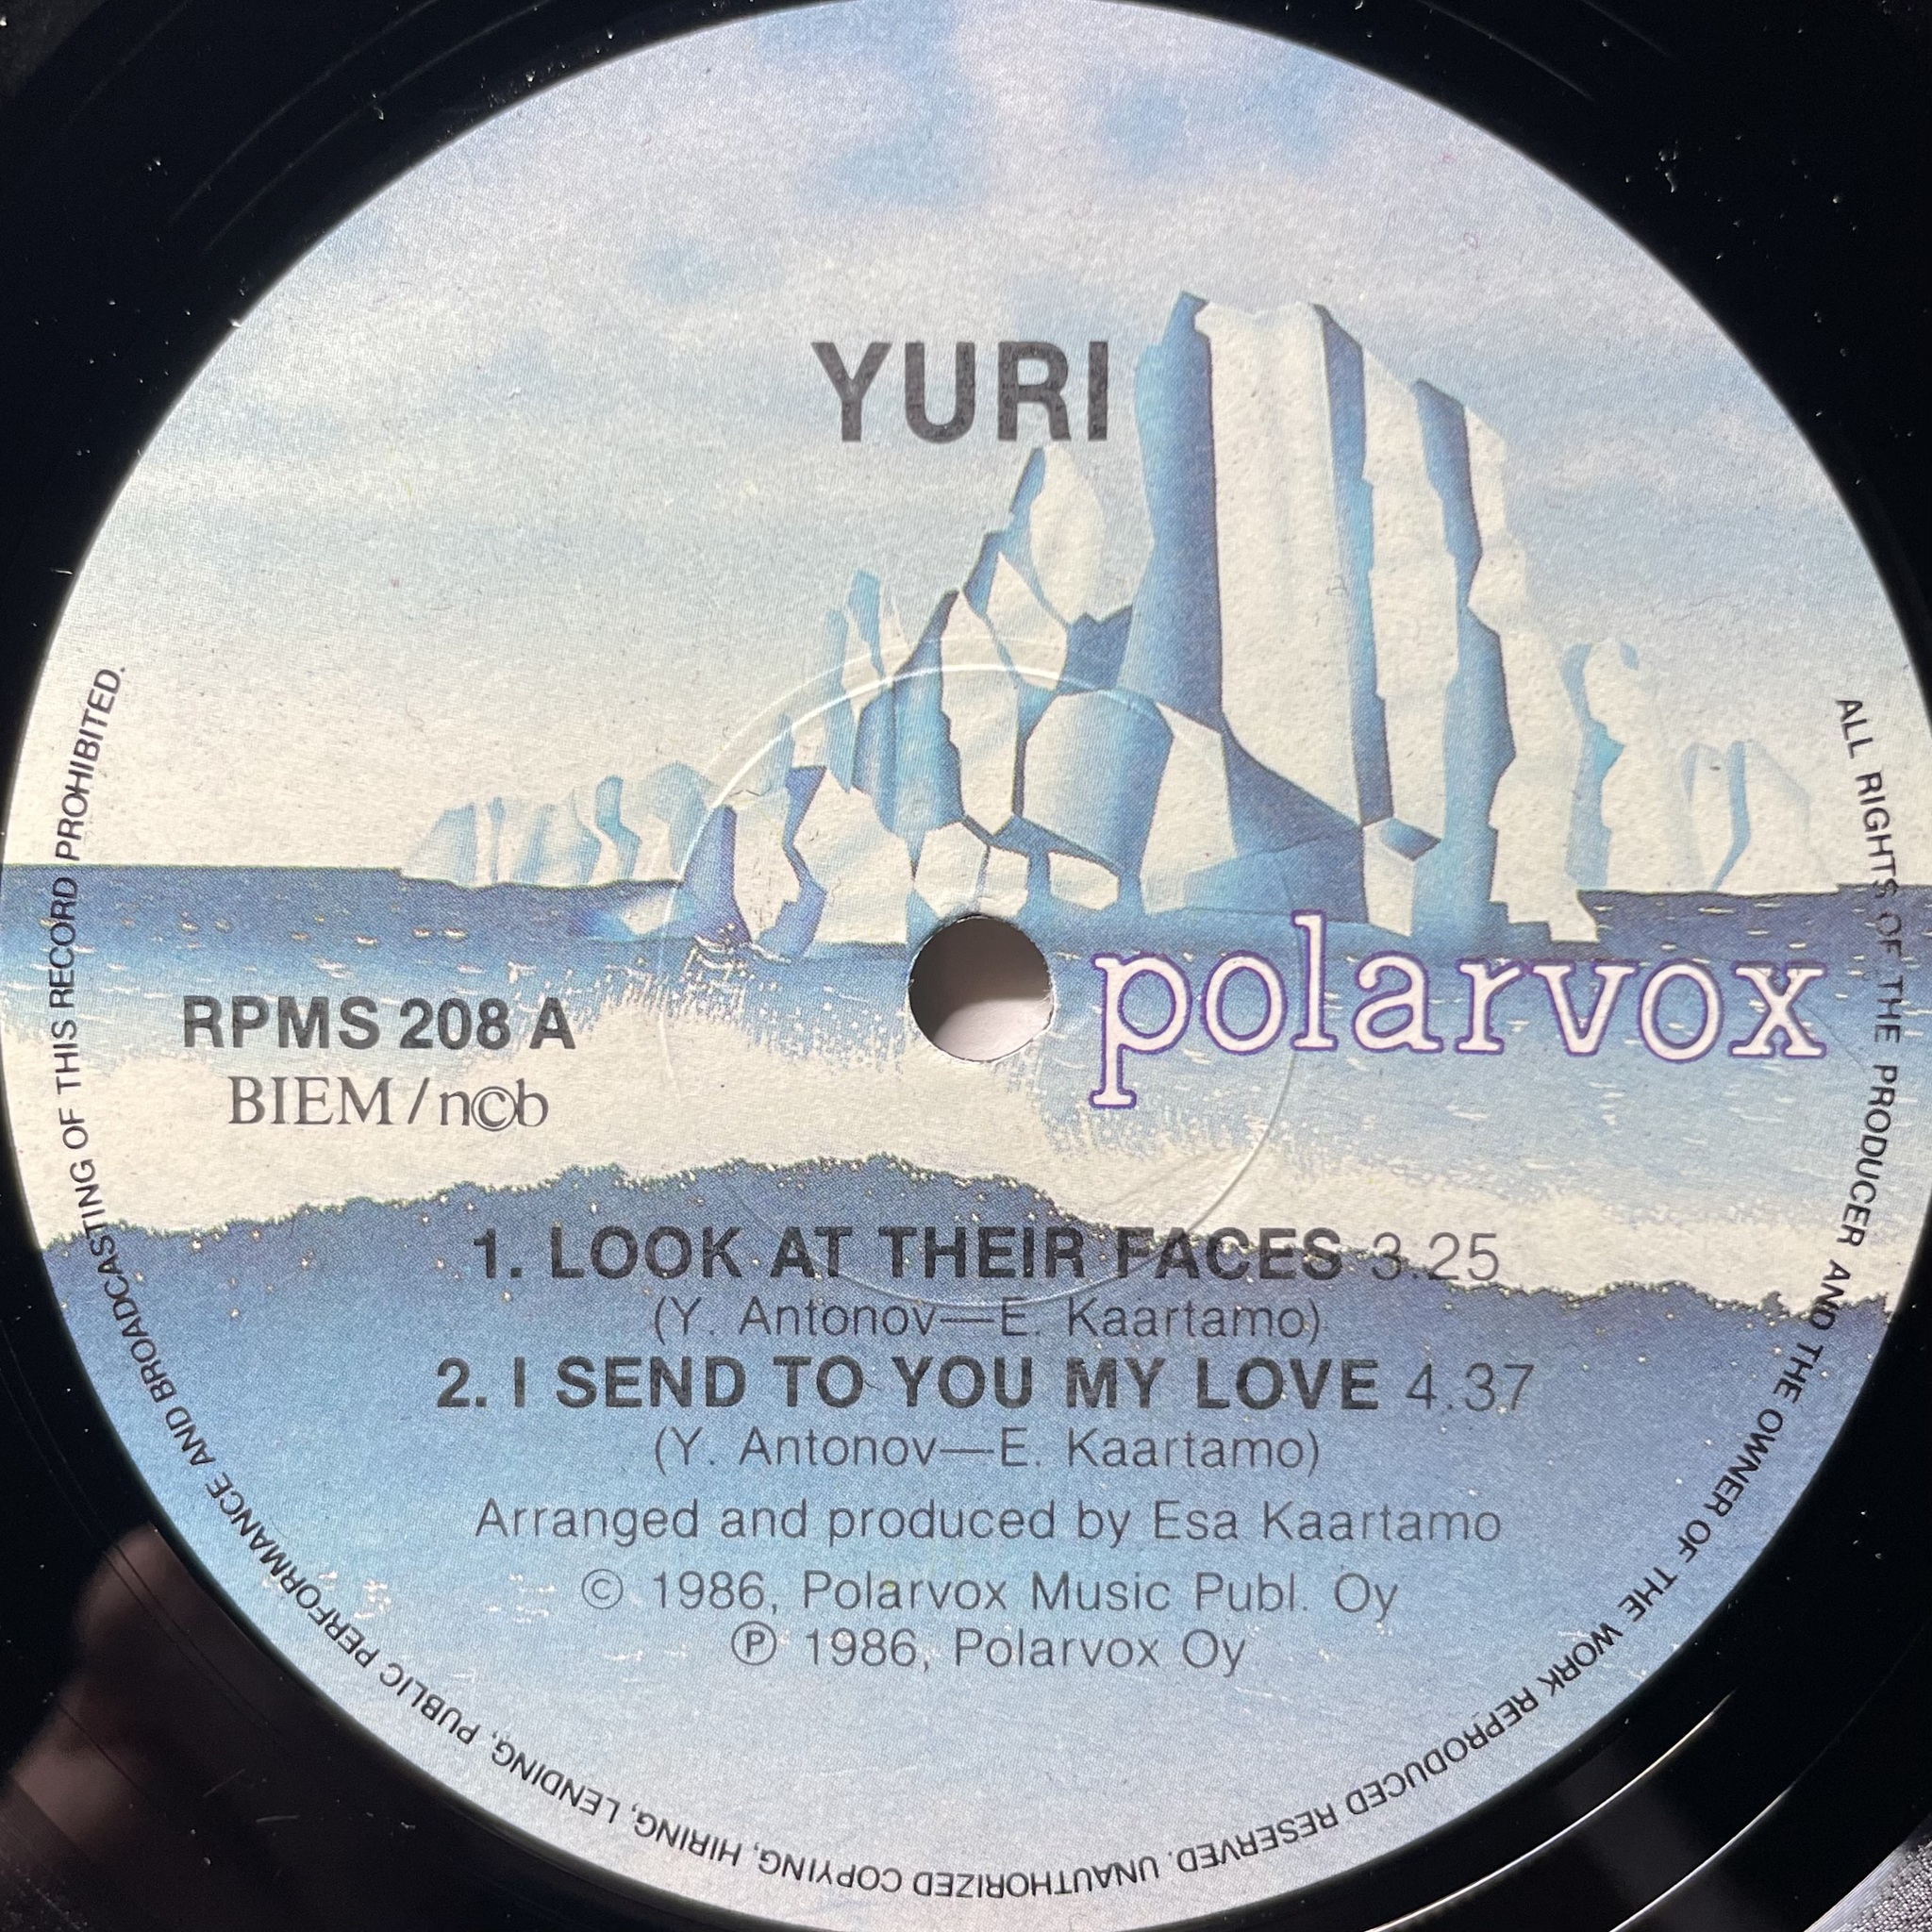 YURI
polarvox
RPMS 208 A
BIEM/n©b
1. LOOK AT THEIR FACES 3.25
(Y. Antonov—E. Kaartamo)
2. I SEND TO YOU MY LOVE 4.37
(Y. Antonov—E. Kaartamo)
Arranged and produced by Esa Kaartamo
© 1986, Polarvox Music Publ. Oy
℗ 1986, Polarvox Oy
ALL RIGHTS OF THE PRODUCER AND THE OWNER OF THE WORK REPRODUCED RESERVED. UNAUTHORIZED COPYING, HIRING, LENDING, PUBLIC PERFORMANCE AND BROADCASTING OF THIS RECORD PROHIBITED.